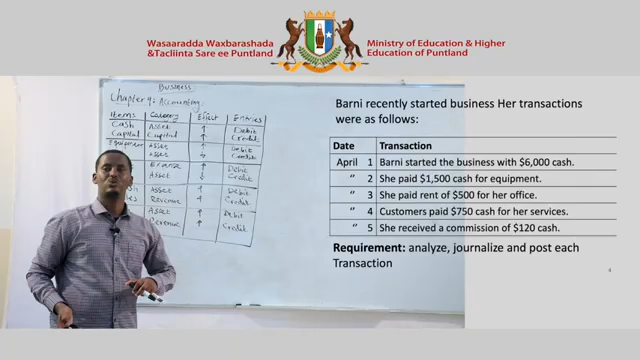 Wasaaradda Waxbarashada
&Tacliinta Sare ee Puntland
Ministry of Education & Higher
Education of Puntland
Business
Chapter 4: Accounting
Items Category Effect Entries
Cash Asset ↑ Debit
Capital Capital ↑ Credit
Equipment Asset ↑ Debit
Asset ↓ Credit
Expense ↑ Debit
Asset ↓ Credit
Asset ↑ Debit
Revenue ↑ Credit
Asset ↑ Debit
Revenue ↑ Credit
Barni recently started business Her transactions
were as follows:
Date Transaction
April 1 Barni started the business with $6,000 cash.
“ 2 She paid $1,500 cash for equipment.
“ 3 She paid rent of $500 for her office.
“ 4 Customers paid $750 cash for her services.
“ 5 She received a commission of $120 cash.
Requirement: analyze, journalize and post each
Transaction